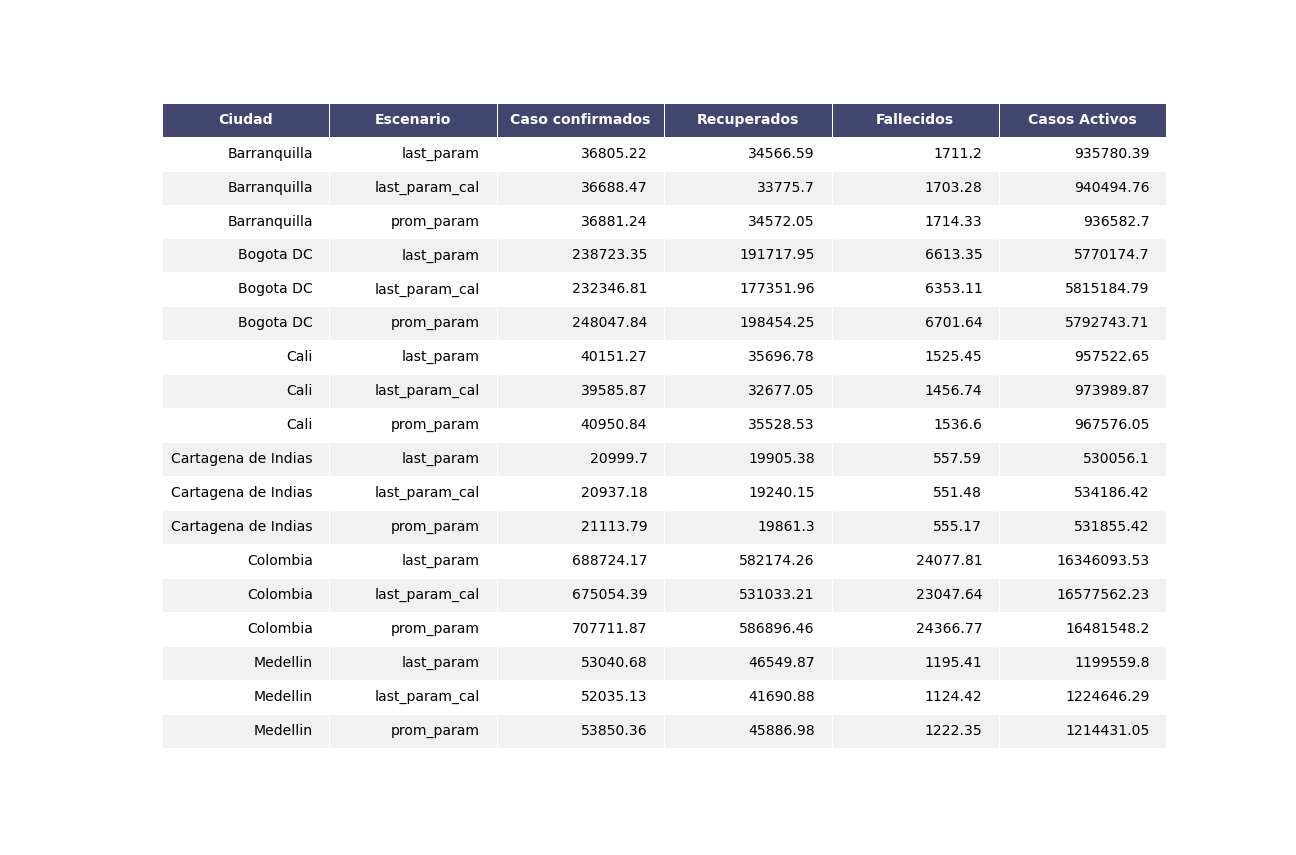 Ciudad Escenario Caso confirmados Recuperados Fallecidos Casos Activos
Barranquilla last_param 36805.22 34566.59 1711.2 935780.39
Barranquilla last_param_cal 36688.47 33775.7 1703.28 940494.76
Barranquilla prom_param 36881.24 34572.05 1714.33 936582.7
Bogota DC last_param 238723.35 191717.95 6613.35 5770174.7
Bogota DC last_param_cal 232346.81 177351.96 6353.11 5815184.79
Bogota DC prom_param 248047.84 198454.25 6701.64 5792743.71
Cali last_param 40151.27 35696.78 1525.45 957522.65
Cali last_param_cal 39585.87 32677.05 1456.74 973989.87
Cali prom_param 40950.84 35528.53 1536.6 967576.05
Cartagena de Indias last_param 20999.7 19905.38 557.59 530056.1
Cartagena de Indias last_param_cal 20937.18 19240.15 551.48 534186.42
Cartagena de Indias prom_param 21113.79 19861.3 555.17 531855.42
Colombia last_param 688724.17 582174.26 24077.81 16346093.53
Colombia last_param_cal 675054.39 531033.21 23047.64 16577562.23
Colombia prom_param 707711.87 586896.46 24366.77 16481548.2
Medellin last_param 53040.68 46549.87 1195.41 1199559.8
Medellin last_param_cal 52035.13 41690.88 1124.42 1224646.29
Medellin prom_param 53850.36 45886.98 1222.35 1214431.05